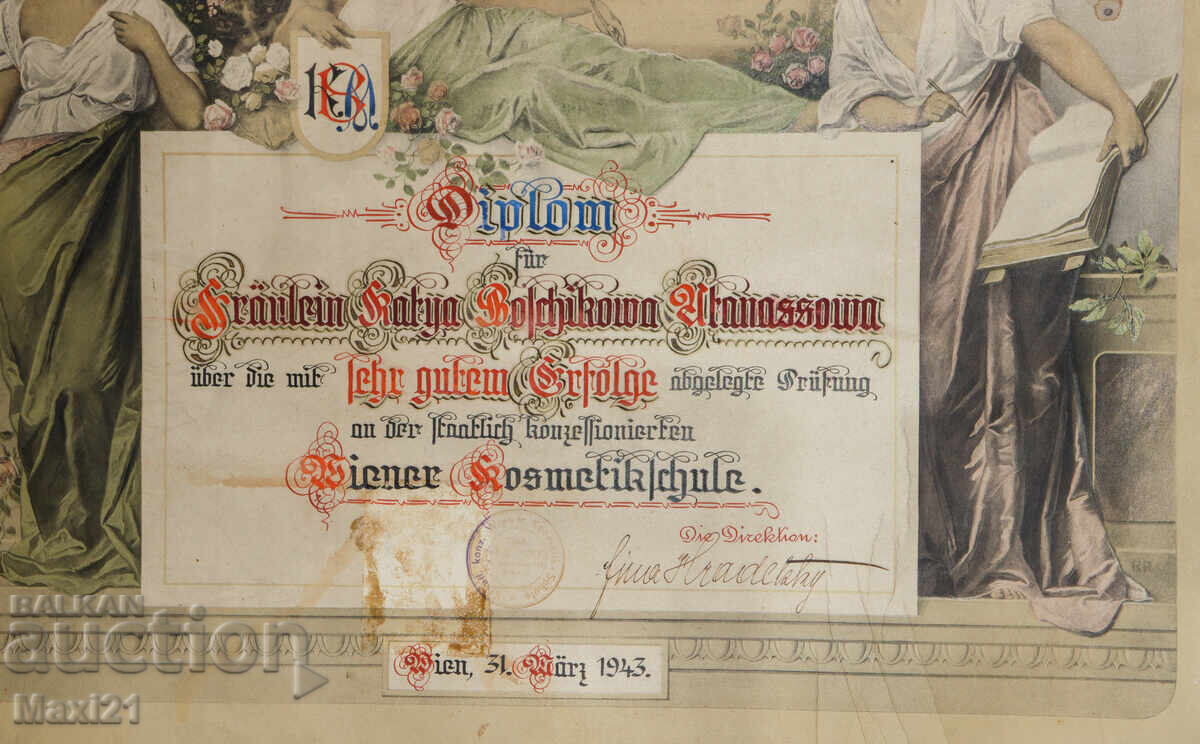 Diplom
für
Fräulein Katya Boschikowa Atanassowa
über die mit sehr gutem Erfolge abgelegte Prüfung
an der staatlich konzessionierten
Wiener Kosmetikschule.
Die Direktion:
Hradetzky
Wien, 31. März 1943.
BALKAN
auction
Maxi21